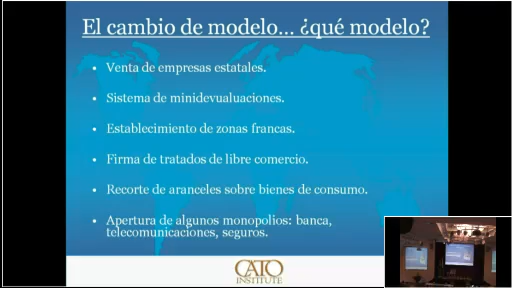 El cambio de modelo... ¿qué modelo?
• Venta de empresas estatales.
• Sistema de minidevualuaciones.
• Establecimiento de zonas francas.
• Firma de tratados de libre comercio.
• Recorte de aranceles sobre bienes de consumo.
• Apertura de algunos monopolios: banca,
telecomunicaciones, seguros.
CATO
INSTITUTE